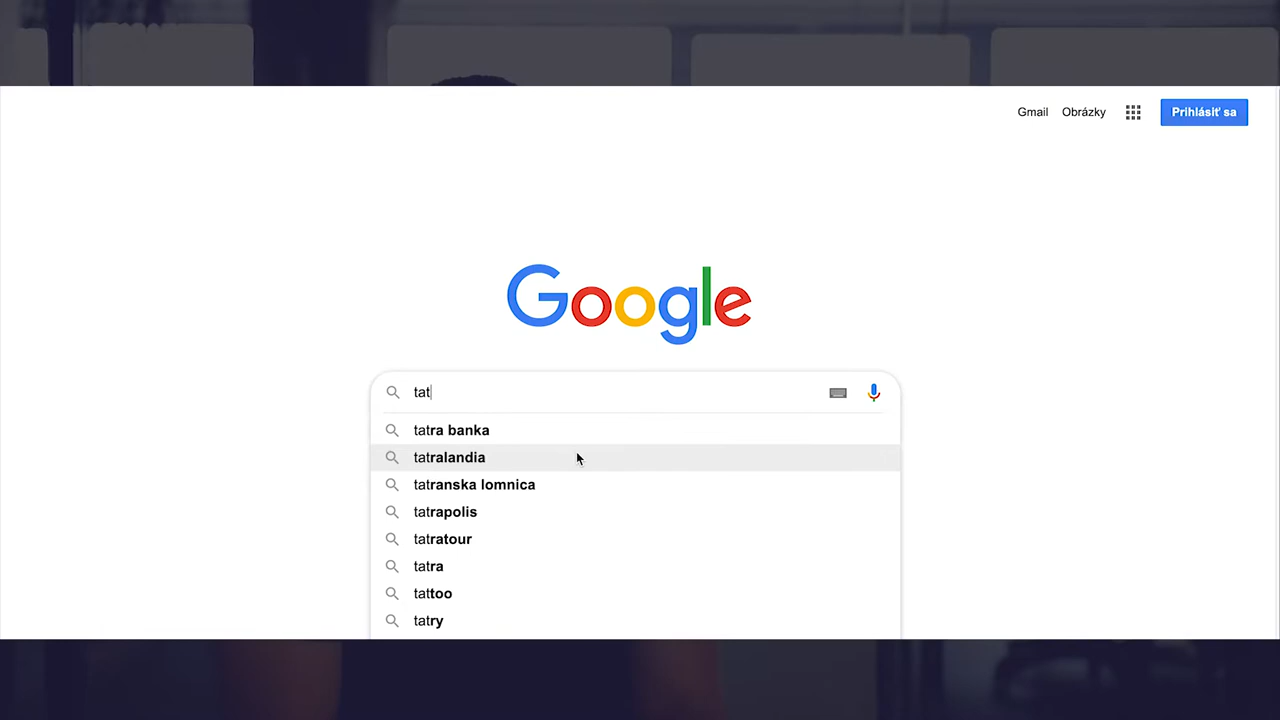 Gmail Obrázky Prihlásiť sa
Google
tat
tatra banka
tatralandia
tatranska lomnica
tatrapolis
tatratour
tatra
tattoo
tatry